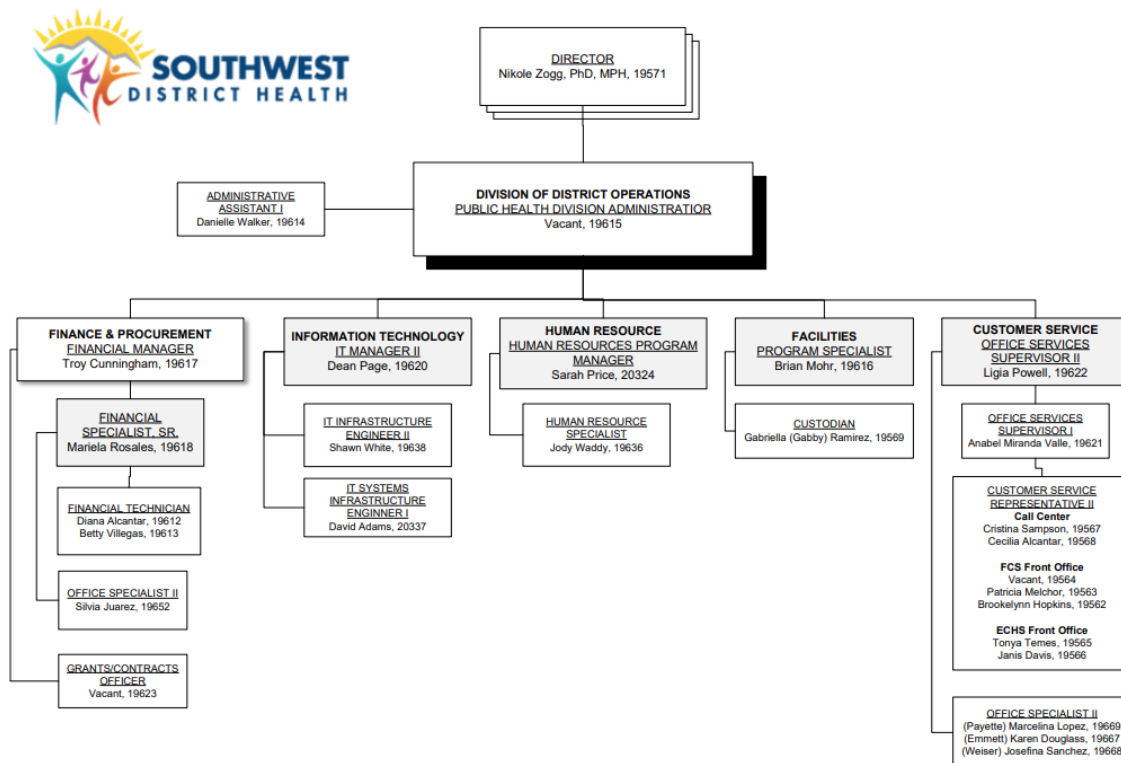 SOUTHWEST
DISTRICT HEALTH
DIRECTOR
Nikole Zogg, PhD, MPH, 19571
ADMINISTRATIVE
ASSISTANT I
Danielle Walker, 19614
DIVISION OF DISTRICT OPERATIONS
PUBLIC HEALTH DIVISION ADMINISTRATIOR
Vacant, 19615
FINANCE & PROCUREMENT
FINANCIAL MANAGER
Troy Cunningham, 19617
FINANCIAL
SPECIALIST, SR.
Mariela Rosales, 19618
FINANCIAL TECHNICIAN
Diana Alcantar, 19612
Betty Villegas, 19613
OFFICE SPECIALIST II
Silvia Juarez, 19652
GRANTS/CONTRACTS
OFFICER
Vacant, 19623
INFORMATION TECHNOLOGY
IT MANAGER II
Dean Page, 19620
IT INFRASTRUCTURE
ENGINEER II
Shawn White, 19638
IT SYSTEMS
INFRASTRUCTURE
ENGINNER I
David Adams, 20337
HUMAN RESOURCE
HUMAN RESOURCES PROGRAM
MANAGER
Sarah Price, 20324
HUMAN RESOURCE
SPECIALIST
Jody Waddy, 19636
FACILITIES
PROGRAM SPECIALIST
Brian Mohr, 19616
CUSTODIAN
Gabriella (Gabby) Ramirez, 19569
CUSTOMER SERVICE
OFFICE SERVICES
SUPERVISOR II
Ligia Powell, 19622
OFFICE SERVICES
SUPERVISOR I
Anabel Miranda Valle, 19621
CUSTOMER SERVICE
REPRESENTATIVE II
Call Center
Cristina Sampson, 19567
Cecilia Alcantar, 19568
FCS Front Office
Vacant, 19564
Patricia Melchor, 19563
Brookelynn Hopkins, 19562
ECHS Front Office
Tonya Temes, 19565
Janis Davis, 19566
OFFICE SPECIALIST II
(Payette) Marcelina Lopez, 19669
(Emmett) Karen Douglass, 19667
(Weiser) Josefina Sanchez, 19668